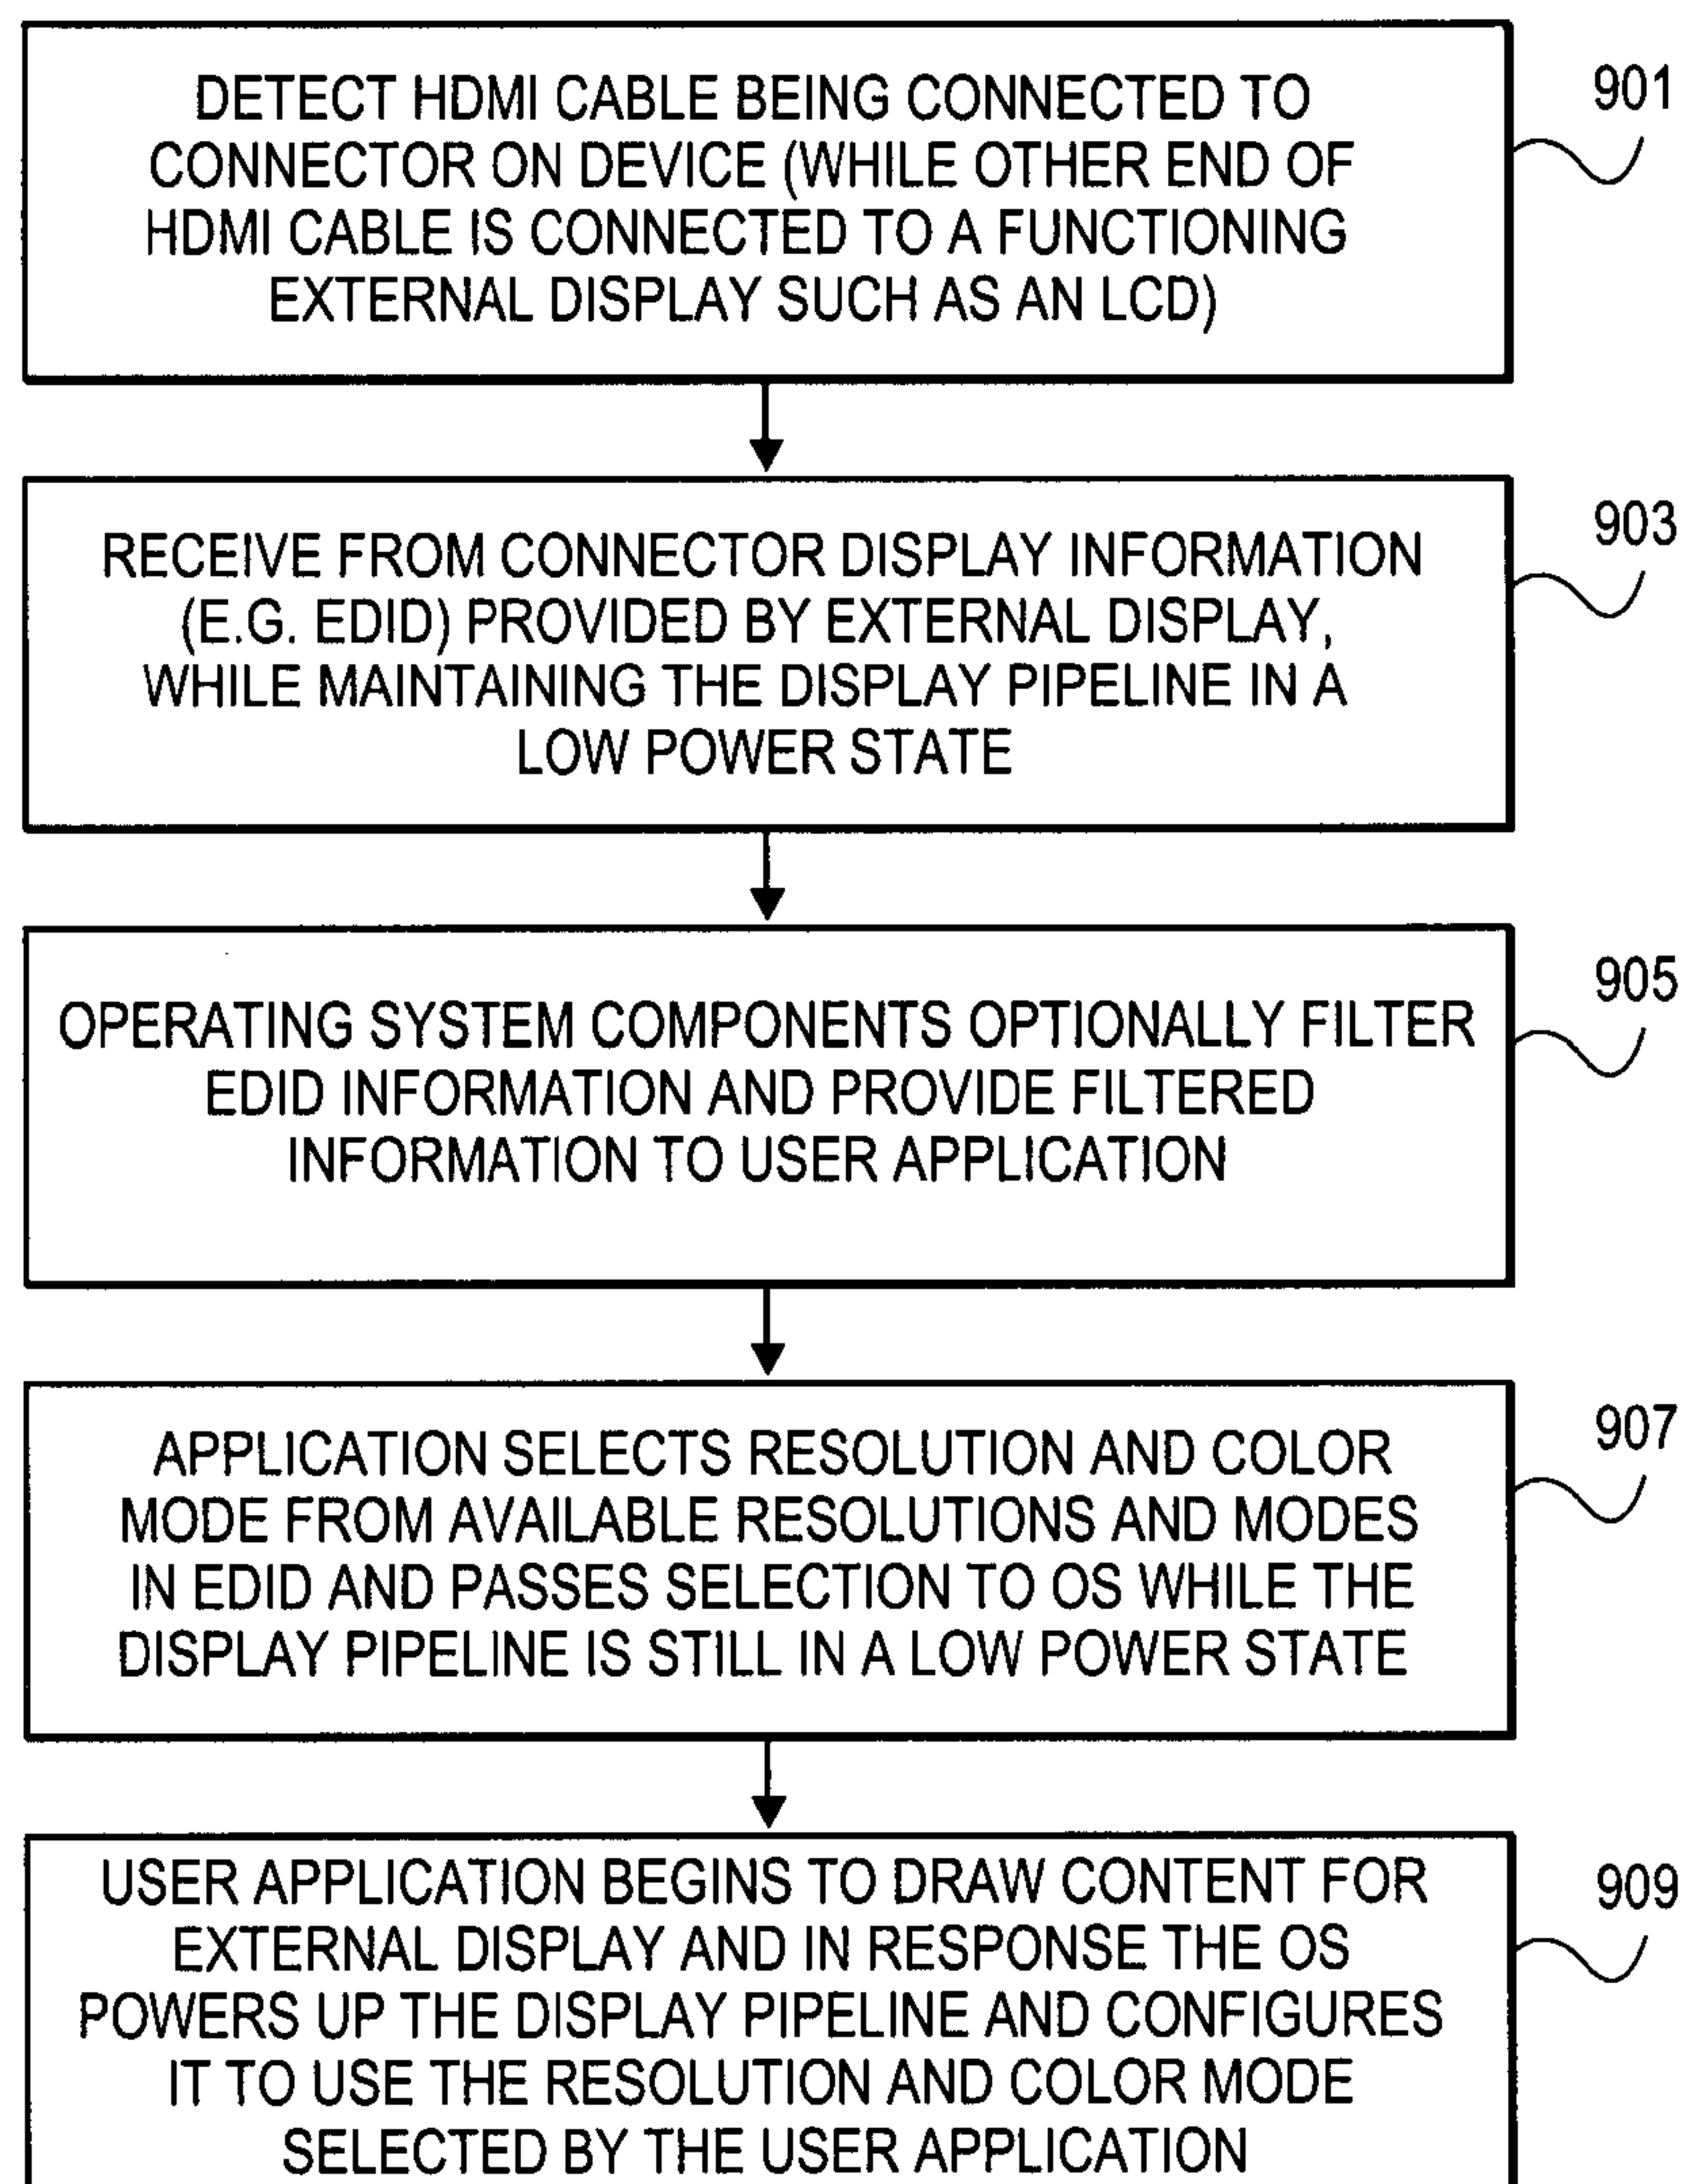 DETECT HDMI CABLE BEING CONNECTED TO
CONNECTOR ON DEVICE (WHILE OTHER END OF
HDMI CABLE IS CONNECTED TO A FUNCTIONING
EXTERNAL DISPLAY SUCH AS AN LCD)
901
RECEIVE FROM CONNECTOR DISPLAY INFORMATION
(E.G. EDID) PROVIDED BY EXTERNAL DISPLAY,
WHILE MAINTAINING THE DISPLAY PIPELINE IN A
LOW POWER STATE
903
OPERATING SYSTEM COMPONENTS OPTIONALLY FILTER
EDID INFORMATION AND PROVIDE FILTERED
INFORMATION TO USER APPLICATION
905
APPLICATION SELECTS RESOLUTION AND COLOR
MODE FROM AVAILABLE RESOLUTIONS AND MODES
IN EDID AND PASSES SELECTION TO OS WHILE THE
DISPLAY PIPELINE IS STILL IN A LOW POWER STATE
907
USER APPLICATION BEGINS TO DRAW CONTENT FOR
EXTERNAL DISPLAY AND IN RESPONSE THE OS
POWERS UP THE DISPLAY PIPELINE AND CONFIGURES
IT TO USE THE RESOLUTION AND COLOR MODE
SELECTED BY THE USER APPLICATION
909